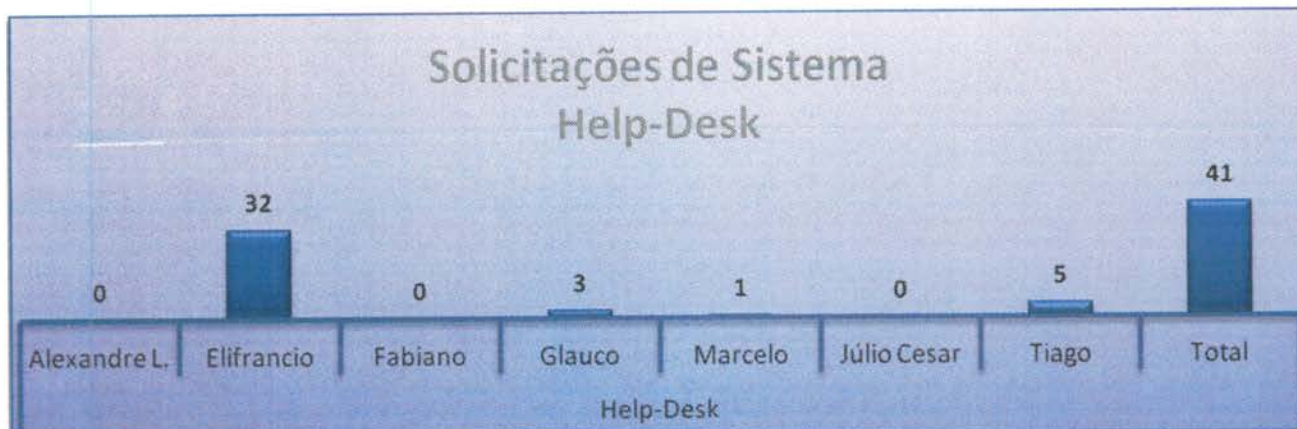 Solicitações de Sistema
Help-Desk
0
32
0
3
1
0
5
41
Alexandre L.
Elifrancio
Fabiano
Glauco
Marcelo
Júlio Cesar
Tiago
Total
Help-Desk